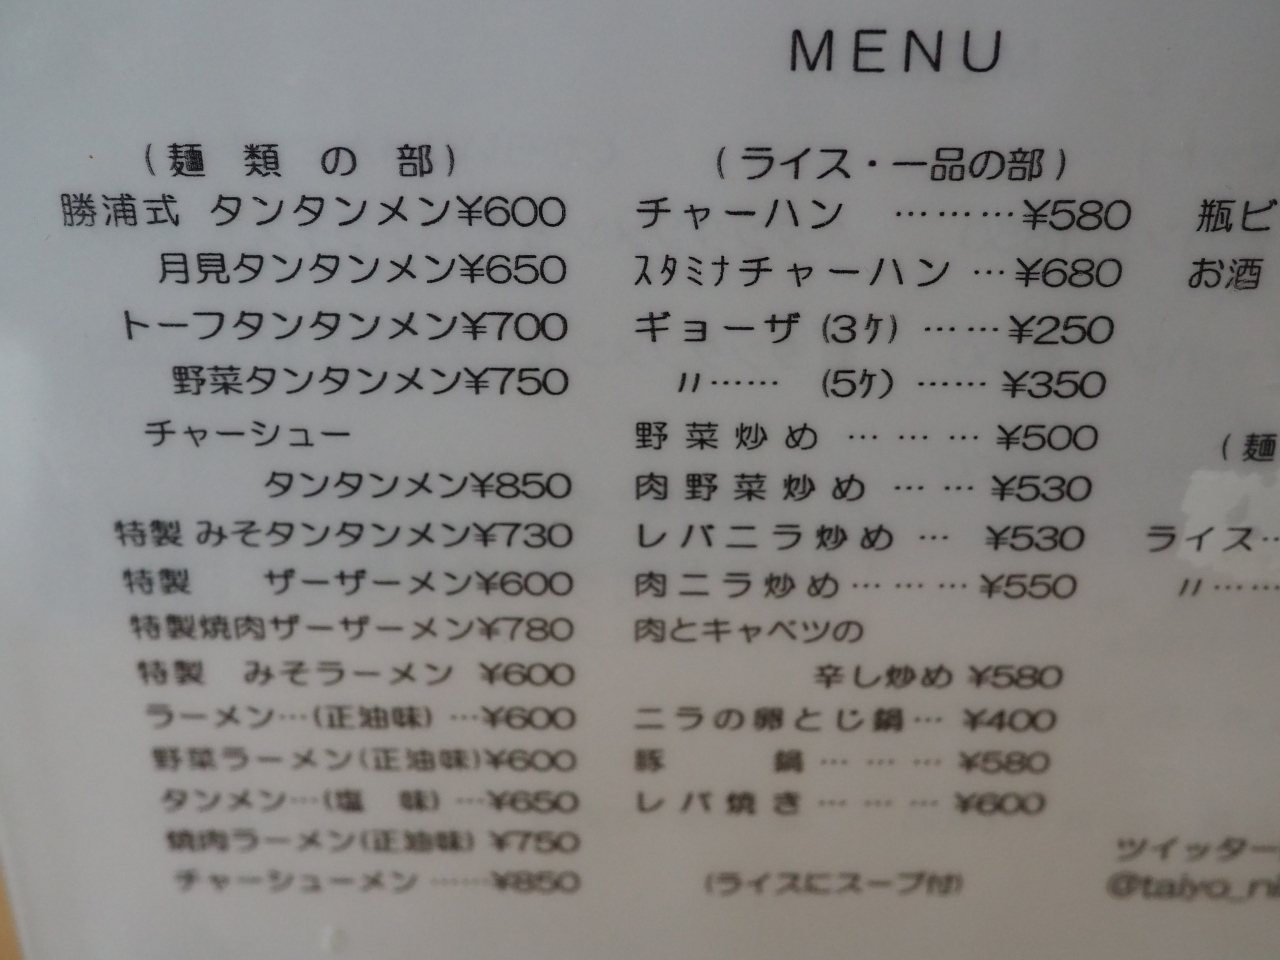 MENU
(麺類の部)
勝浦式 タンタンメン¥600
月見タンタンメン¥650
トーフタンタンメン¥700
野菜タンタンメン¥750
チャーシュー
タンタンメン¥850
特製 みそタンタンメン¥730
特製 ザーザーメン¥600
特製焼肉ザーザーメン¥780
特製 みそラーメン ¥600
ラーメン…(正油味)…¥600
野菜ラーメン(正油味)¥600
タンメン…(塩 味)…¥650
焼肉ラーメン(正油味)¥750
チャーシューメン ……¥850
(ライス・一品の部)
チャーハン ………¥580
スタミナチャーハン …¥680
ギョーザ (3ケ) ……¥250
〃…… (5ケ) ……¥350
野菜炒め ………¥500
肉野菜炒め ……¥530
レバニラ炒め … ¥530
肉ニラ炒め………¥550
肉とキャベツの
辛し炒め ¥580
ニラの卵とじ鍋… ¥400
豚 鍋………¥580
レバ焼き………¥600
(ライスにスープ付)
瓶ビ
お酒
(麺
ライス…
〃……
ツイッター
@taiyo_ni